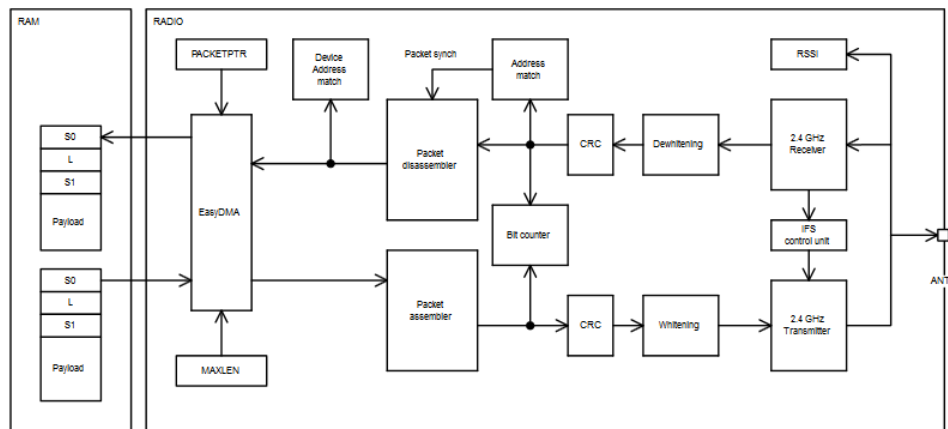 RAM
RADIO
PACKETPTR
Device
Address
match
Packet synch
Address
match
RSSI
S0
L
S1
Payload
EasyDMA
Packet
disassembler
CRC
Dewhitening
2.4 GHz
Receiver
Bit counter
IFS
control unit
ANT
S0
L
S1
Payload
Packet
assembler
CRC
Whitening
2.4 GHz
Transmitter
MAXLEN